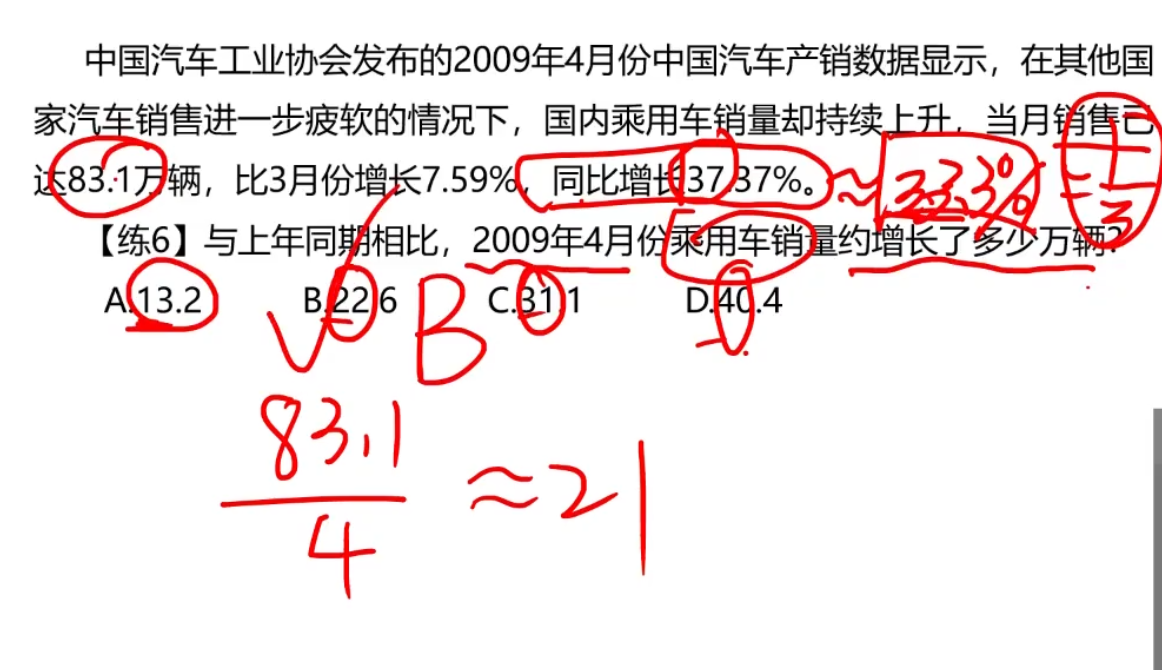 中国汽车工业协会发布的2009年4月份中国汽车产销数据显示，在其他国
家汽车销售进一步疲软的情况下，国内乘用车销量却持续上升，当月销售已
达83.1万辆，比3月份增长7.59%，同比增长37.37%。≈33.3% = 1/3
【练6】与上年同期相比，2009年4月份乘用车销量约增长了多少万辆？
A.13.2 B.22.6 C.31.1 D.40.4
B
83.1
≈21
4